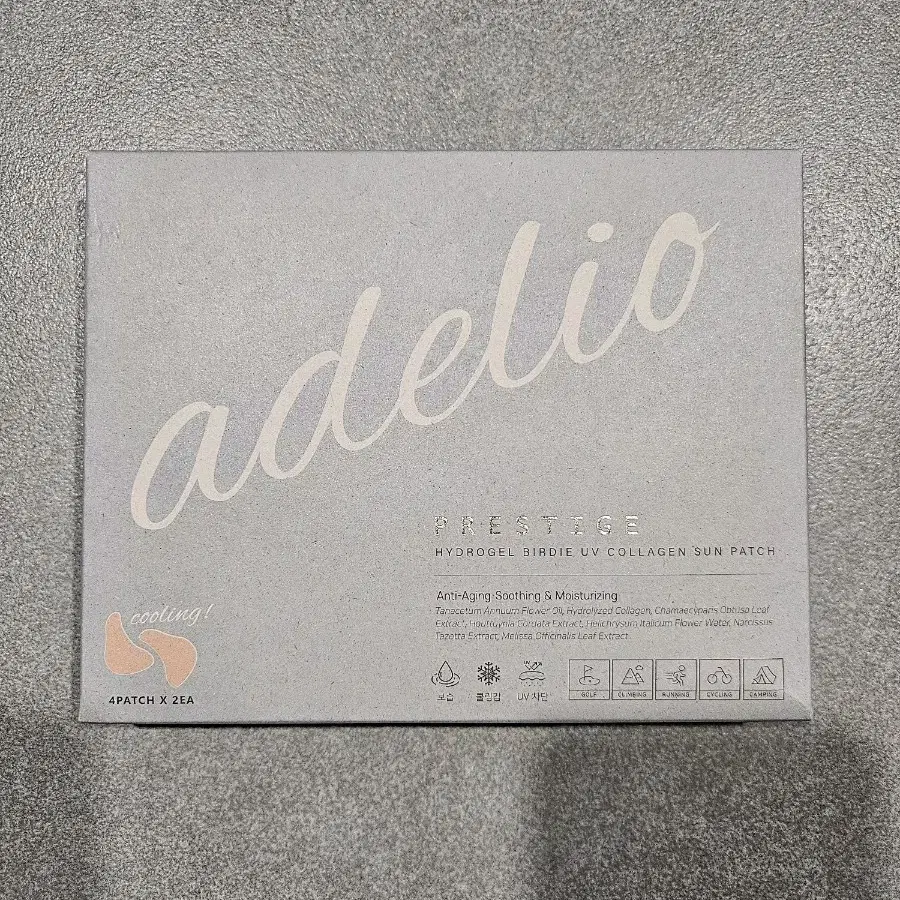 adelio
PRESTIGE
HYDROGEL BIRDIE UV COLLAGEN SUN PATCH
Anti-Aging·Soothing & Moisturizing
Tanacetum Annuum Flower Oil, Hydrolyzed Collagen, Chamaecyparis Obtusa Leaf
Extract, Houttuynia Cordata Extract, Helichrysum Italicum Flower Water, Narcissus
Tazetta Extract, Melissa Officinalis Leaf Extract
cooling!
4PATCH X 2EA
보습 쿨링감 UV 차단
GOLF CLIMBING RUNNING CYCLING CAMPING